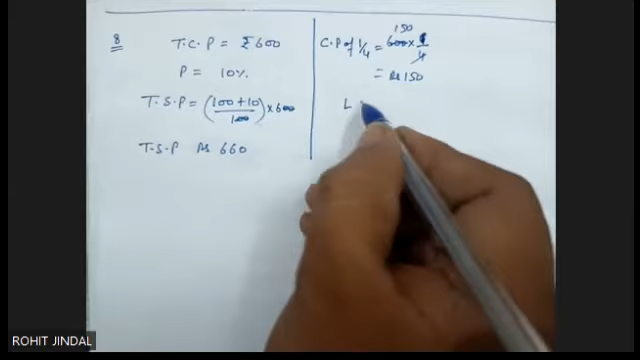 8
T.C.P = ₹600
P = 10%.
T.S.P = (100+10/100) × 600
T.S.P Rs 660
C.P of 1/4 = 600 × 1/4
150
= Rs 150
L
ROHIT JINDAL